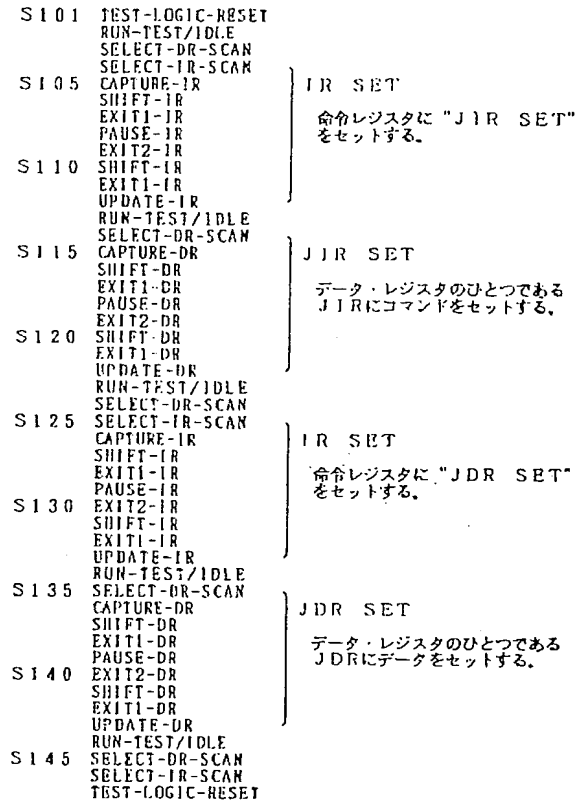 S101 TEST-LOGIC-RESET
RUN-TEST/IDLE
SELECT-DR-SCAN
SELECT-IR-SCAN
S105 CAPTURE-IR
SHIFT-IR
EXIT1-IR
PAUSE-IR
EXIT2-IR
S110 SHIFT-IR
EXIT1-IR
UPDATE-IR
IR SET
命令レジスタに "JIR SET"
をセットする。
RUN-TEST/IDLE
SELECT-DR-SCAN
S115 CAPTURE-DR
SHIFT-DR
EXIT1-DR
PAUSE-DR
EXIT2-DR
S120 SHIFT-DR
EXIT1-DR
UPDATE-DR
JIR SET
データ・レジスタのひとつである
JIRにコマンドをセットする。
RUN-TEST/IDLE
SELECT-DR-SCAN
S125 SELECT-IR-SCAN
CAPTURE-IR
SHIFT-IR
EXIT1-IR
PAUSE-IR
S130 EXIT2-IR
SHIFT-IR
EXIT1-IR
UPDATE-IR
IR SET
命令レジスタに "JDR SET"
をセットする。
RUN-TEST/IDLE
S135 SELECT-DR-SCAN
CAPTURE-DR
SHIFT-DR
EXIT1-DR
PAUSE-DR
S140 EXIT2-DR
SHIFT-DR
EXIT1-DR
UPDATE-DR
JDR SET
データ・レジスタのひとつである
JDRにデータをセットする。
RUN-TEST/IDLE
S145 SELECT-DR-SCAN
SELECT-IR-SCAN
TEST-LOGIC-RESET